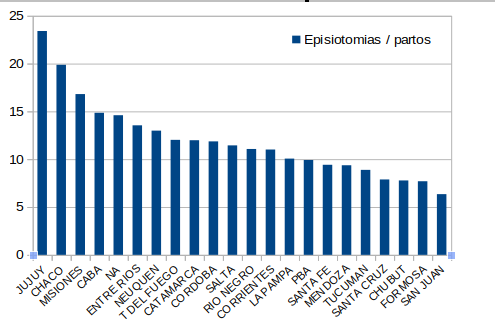 25
20
15
10
5
0
Episiotomias / partos
JUJUY
CHACO
MISIONES
CABA
NA
ENTRE RIOS
NEUQUEN
T DEL FUEGO
CATAMARCA
CORDOBA
SALTA
RIO NEGRO
CORRIENTES
LA PAMPA
PBA
SANTA FE
MENDOZA
TUCUMAN
SANTA CRUZ
CHUBUT
FORMOSA
SAN JUAN